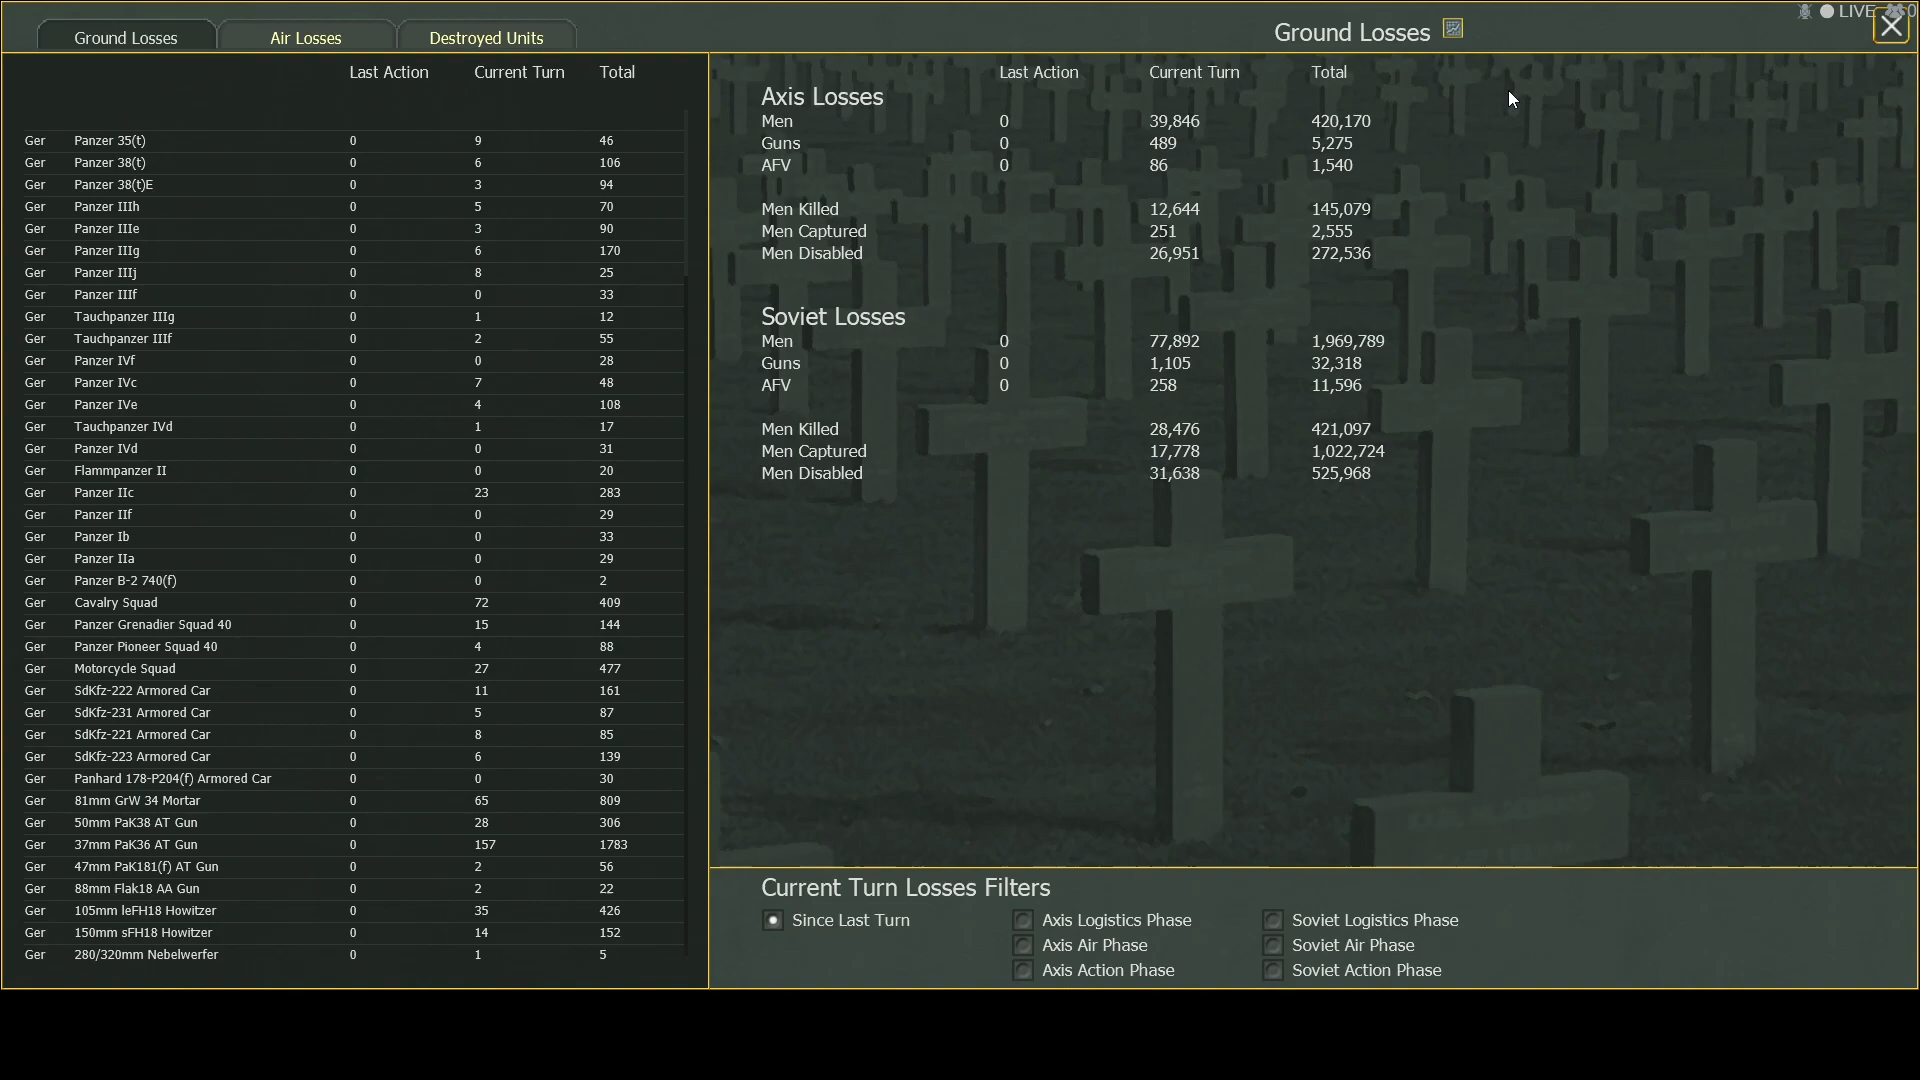 Ground Losses Air Losses Destroyed Units
Ground Losses
LIVE 0
Last Action Current Turn Total
Ger Panzer 35(t) 0 9 46
Ger Panzer 38(t) 0 6 106
Ger Panzer 38(t)E 0 3 94
Ger Panzer IIIh 0 5 70
Ger Panzer IIIe 0 3 90
Ger Panzer IIIg 0 6 170
Ger Panzer IIIj 0 8 25
Ger Panzer IIIf 0 0 33
Ger Tauchpanzer IIIg 0 1 12
Ger Tauchpanzer IIIf 0 2 55
Ger Panzer IVf 0 0 28
Ger Panzer IVc 0 7 48
Ger Panzer IVe 0 4 108
Ger Tauchpanzer IVd 0 1 17
Ger Panzer IVd 0 0 31
Ger Flammpanzer II 0 0 20
Ger Panzer IIc 0 23 283
Ger Panzer IIf 0 0 29
Ger Panzer Ib 0 0 33
Ger Panzer IIa 0 0 29
Ger Panzer B-2 740(f) 0 0 2
Ger Cavalry Squad 0 72 409
Ger Panzer Grenadier Squad 40 0 15 144
Ger Panzer Pioneer Squad 40 0 4 88
Ger Motorcycle Squad 0 27 477
Ger SdKfz-222 Armored Car 0 11 161
Ger SdKfz-231 Armored Car 0 5 87
Ger SdKfz-221 Armored Car 0 8 85
Ger SdKfz-223 Armored Car 0 6 139
Ger Panhard 178-P204(f) Armored Car 0 0 30
Ger 81mm GrW 34 Mortar 0 65 809
Ger 50mm PaK38 AT Gun 0 28 306
Ger 37mm PaK36 AT Gun 0 157 1783
Ger 47mm PaK181(f) AT Gun 0 2 56
Ger 88mm Flak18 AA Gun 0 2 22
Ger 105mm leFH18 Howitzer 0 35 426
Ger 150mm sFH18 Howitzer 0 14 152
Ger 280/320mm Nebelwerfer 0 1 5
Last Action Current Turn Total
Axis Losses
Men 0 39,846 420,170
Guns 0 489 5,275
AFV 0 86 1,540
Men Killed 12,644 145,079
Men Captured 251 2,555
Men Disabled 26,951 272,536
Soviet Losses
Men 0 77,892 1,969,789
Guns 0 1,105 32,318
AFV 0 258 11,596
Men Killed 28,476 421,097
Men Captured 17,778 1,022,724
Men Disabled 31,638 525,968
Current Turn Losses Filters
Since Last Turn Axis Logistics Phase Soviet Logistics Phase
Axis Air Phase Soviet Air Phase
Axis Action Phase Soviet Action Phase